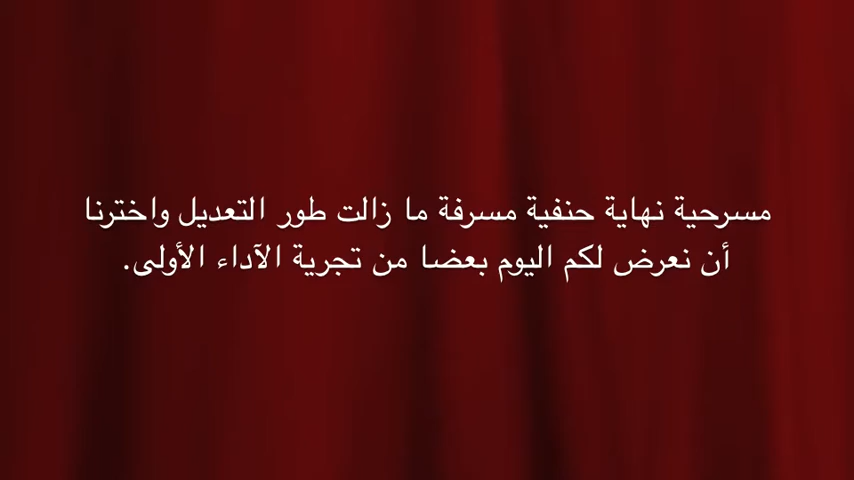 مسرحية نهاية حنفية مسرفة ما زالت طور التعديل واخترنا
أن نعرض لكم اليوم بعضا من تجربة الآداء الأولى.